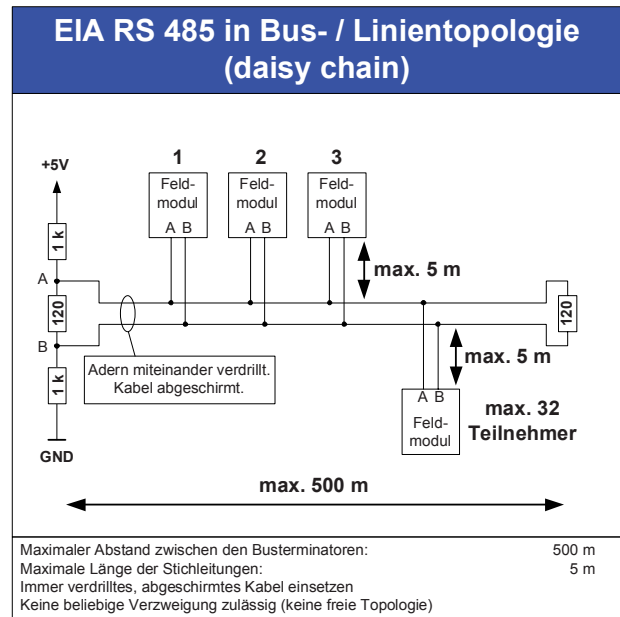 EIA RS 485 in Bus- / Linientopologie
(daisy chain)
+5V
1 k
A
120
B
1 k
GND
1
Feld-
modul
A B
2
Feld-
modul
A B
3
Feld-
modul
A B
max. 5 m
120
Adern miteinander verdrillt.
Kabel abgeschirmt.
max. 5 m
A B
Feld-
modul
max. 32
Teilnehmer
max. 500 m
Maximaler Abstand zwischen den Busterminatoren: 500 m
Maximale Länge der Stichleitungen: 5 m
Immer verdrilltes, abgeschirmtes Kabel einsetzen
Keine beliebige Verzweigung zulässig (keine freie Topologie)